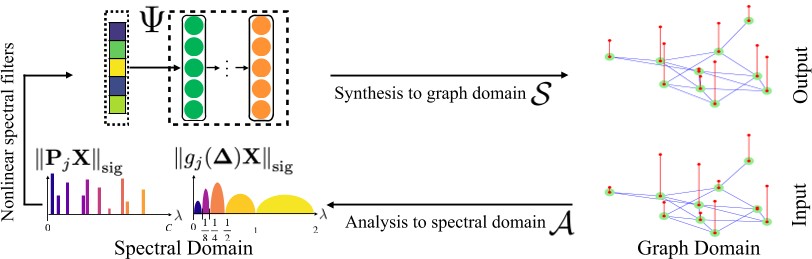 Nonlinear spectral filters
Ψ
Synthesis to graph domain 𝒮
Output
‖P_jX‖_sig
‖g_j(Δ)X‖_sig
0 C λ
0 1/8 1/4 1/2 1 2 λ
Analysis to spectral domain 𝒜
Input
Spectral Domain
Graph Domain